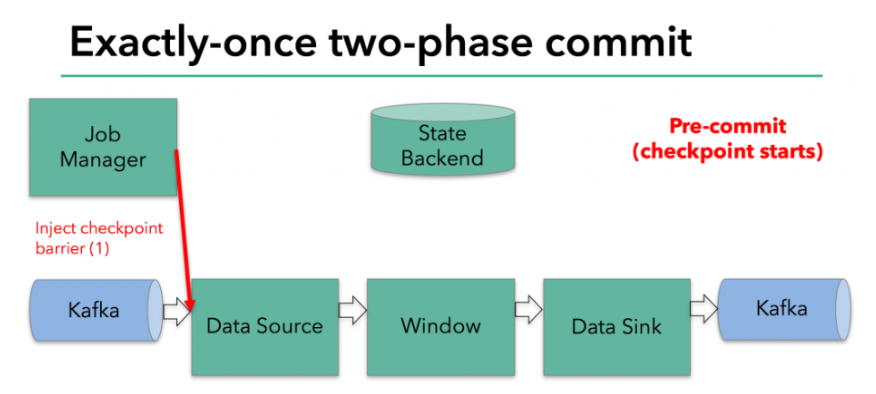 Exactly-once two-phase commit
Job
Manager
State
Backend
Pre-commit
(checkpoint starts)
Inject checkpoint
barrier (1)
Kafka
Data Source
Window
Data Sink
Kafka